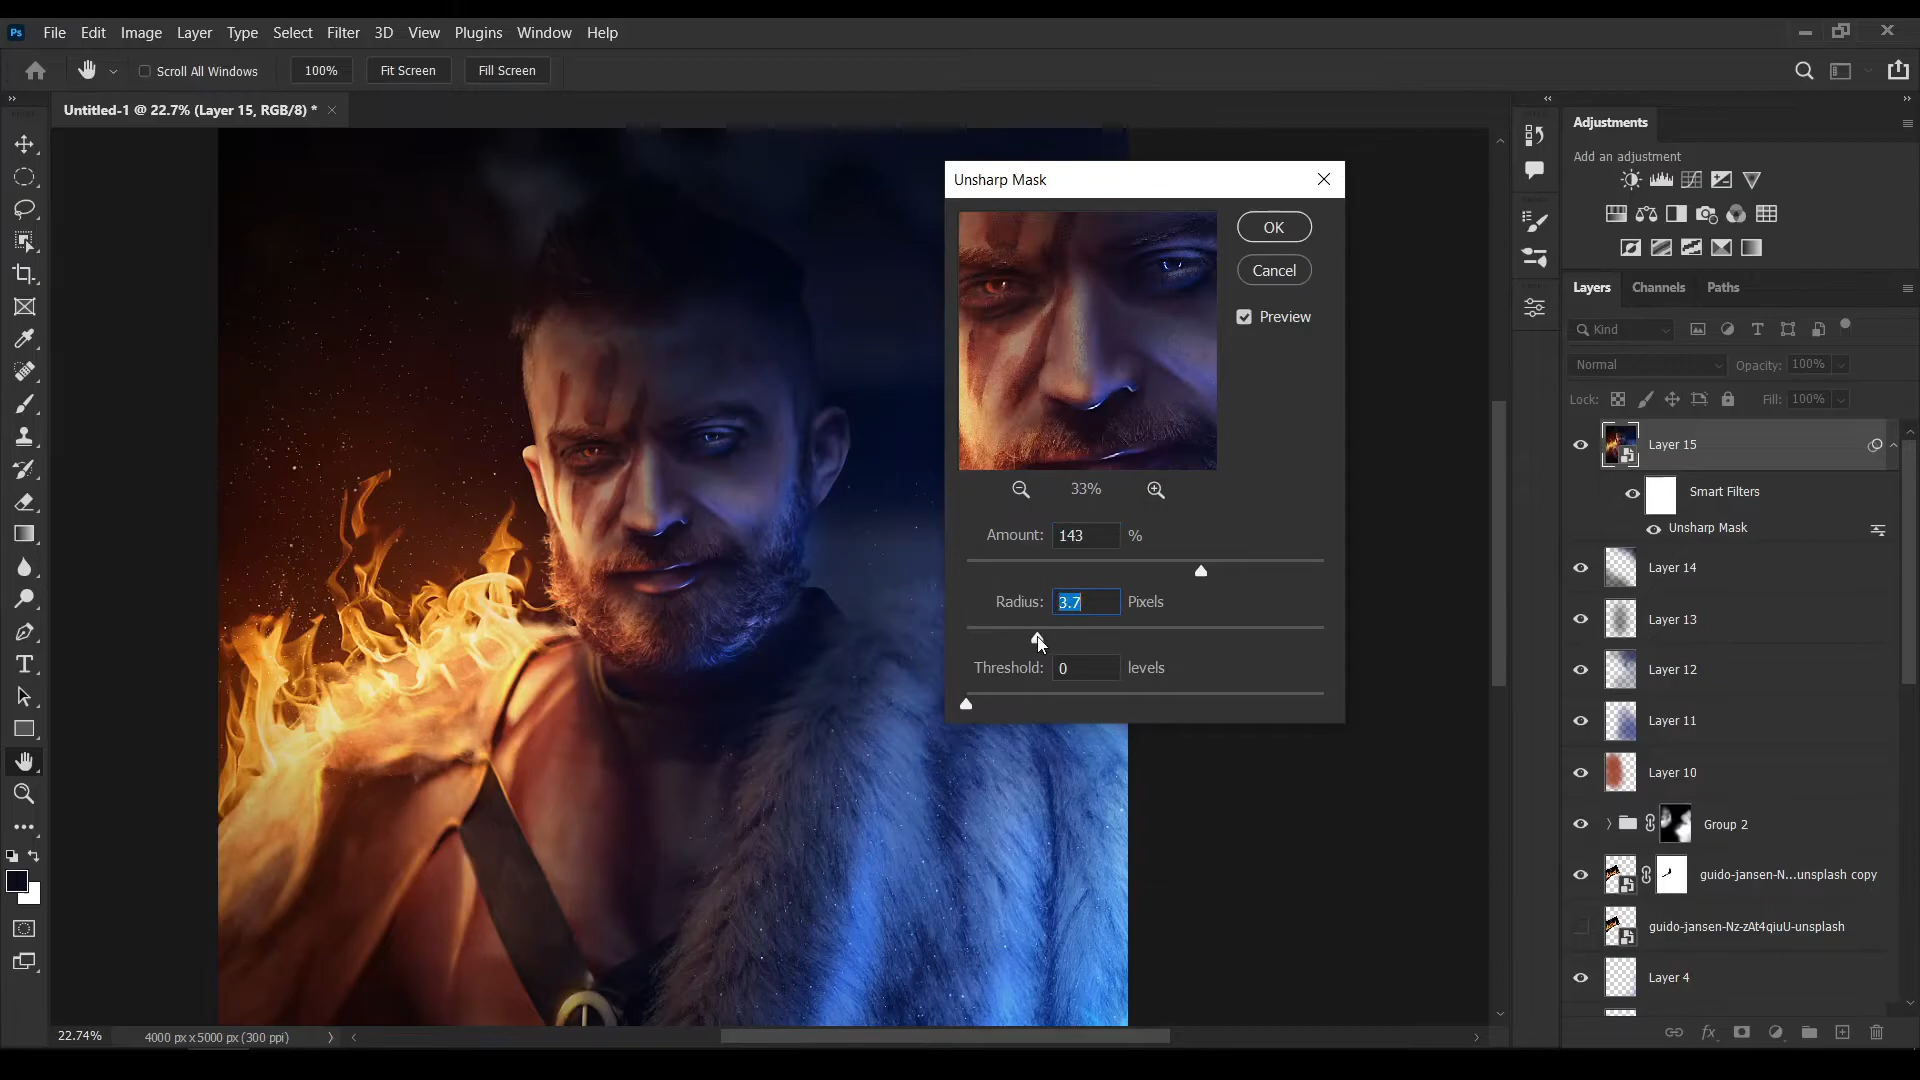 Ps File Edit Image Layer Type Select Filter 3D View Plugins Window Help
Scroll All Windows 100% Fit Screen Fill Screen
Untitled-1 @ 22.7% (Layer 15, RGB/8) *
Adjustments
Add an adjustment
Unsharp Mask
OK
Cancel
Preview
33%
Amount: 143 %
Radius: 3.7 Pixels
Threshold: 0 levels
Layers Channels Paths
Kind
Normal Opacity: 100%
Lock: Fill: 100%
Layer 15
Smart Filters
Unsharp Mask
Layer 14
Layer 13
Layer 12
Layer 11
Layer 10
Group 2
guido-jansen-N...unsplash copy
guido-jansen-Nz-zAt4qiuU-unsplash
Layer 4
22.74% 4000 px x 5000 px (300 ppi)